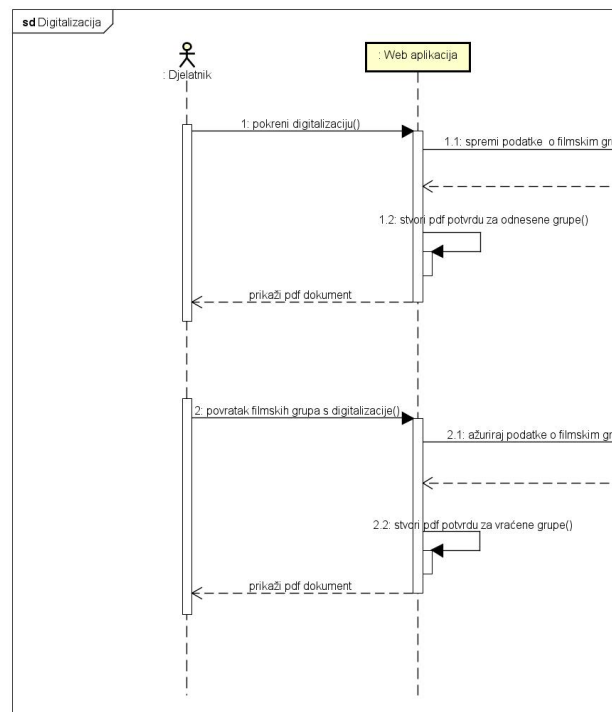 sd Digitalizacija
: Djelatnik
: Web aplikacija
1: pokreni digitalizaciju()
1.1: spremi podatke o filmskim
1.2: stvori pdf potvrdu za odnesene grupe()
prikaži pdf dokument
2: povratak filmskih grupa s digitalizacije()
2.1: ažuriraj podatke o filmskim
2.2: stvori pdf potvrdu za vraćene grupe()
prikaži pdf dokument